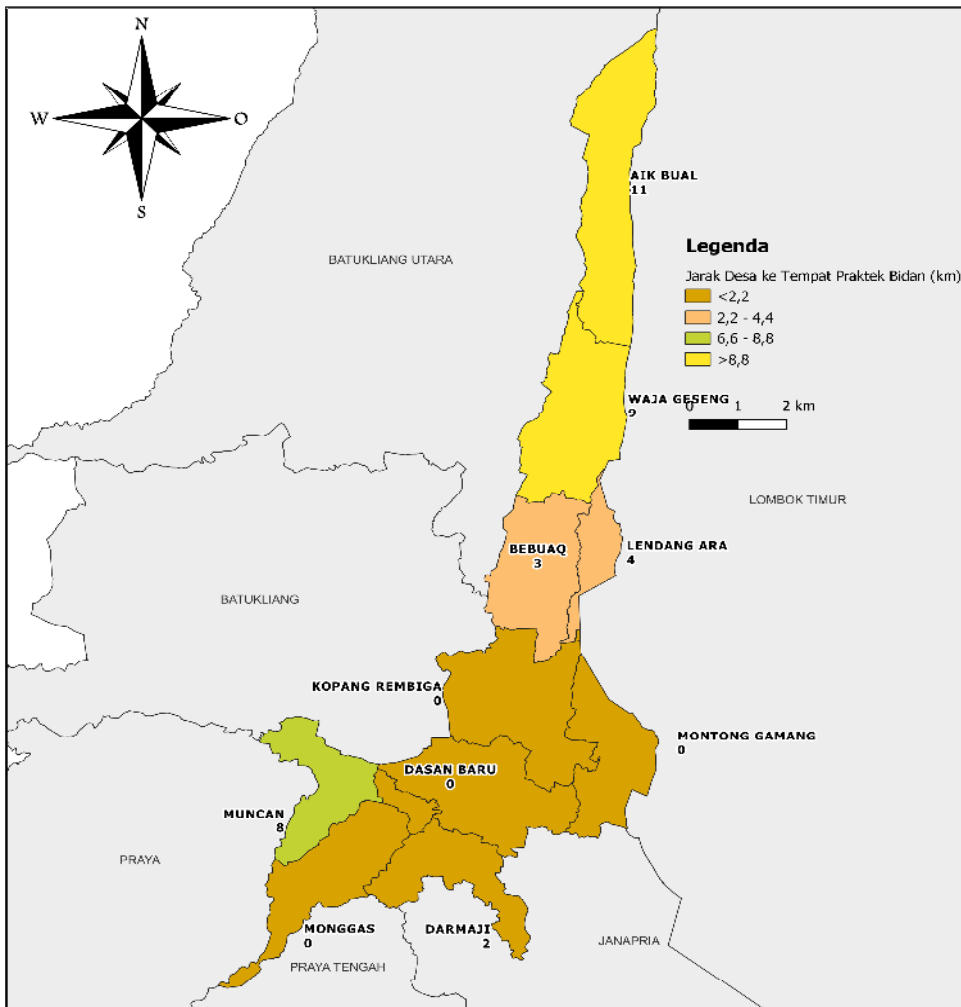 N
W
O
S
AIK BUAL
11
BATUKLIANG UTARA
Legenda
Jarak Desa ke Tempat Praktek Bidan (km)
<2,2
2,2 - 4,4
6,6 - 8,8
>8,8
WAJA GESENG
9
0 1 2 km
LOMBOK TIMUR
BEBUAQ
3
LENDANG ARA
4
BATUKLIANG
KOPANG REMBIGA
0
MONTONG GAMANG
0
DASAN BARU
0
MUNCAN
8
PRAYA
MONGGAS
0
DARMAJI
2
JANAPRIA
PRAYA TENGAH